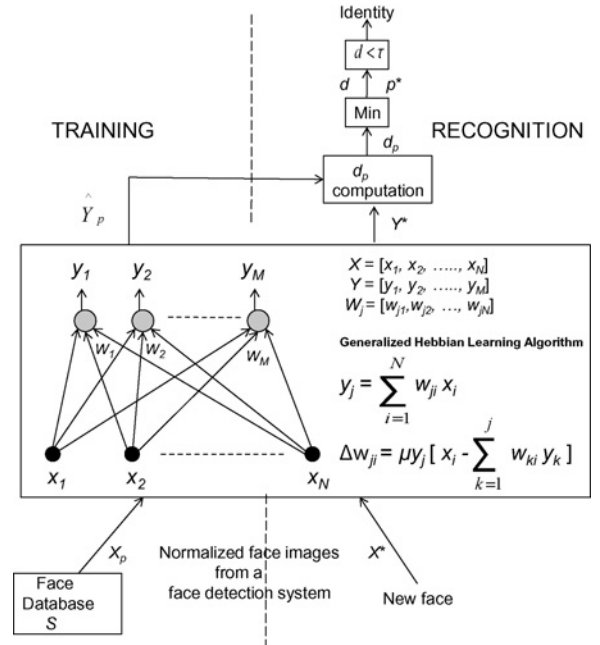 Identity
d < τ
d p*
Min
TRAINING
RECOGNITION
d_p
d_p
computation
Ŷ_p
Y*
y_1 y_2 y_M
X = [x_1, x_2, ....., x_N]
Y = [y_1, y_2, ....., y_M]
W_j = [w_j1, w_j2, ..., w_jN]
w_1 w_2 w_M
Generalized Hebbian Learning Algorithm
y_j = ∑_{i=1}^{N} w_ji x_i
Δw_ji = μy_j [ x_i - ∑_{k=1}^{j} w_ki y_k ]
x_1 x_2 x_N
X_p
X*
Normalized face images
from a
face detection system
Face
Database
S
New face